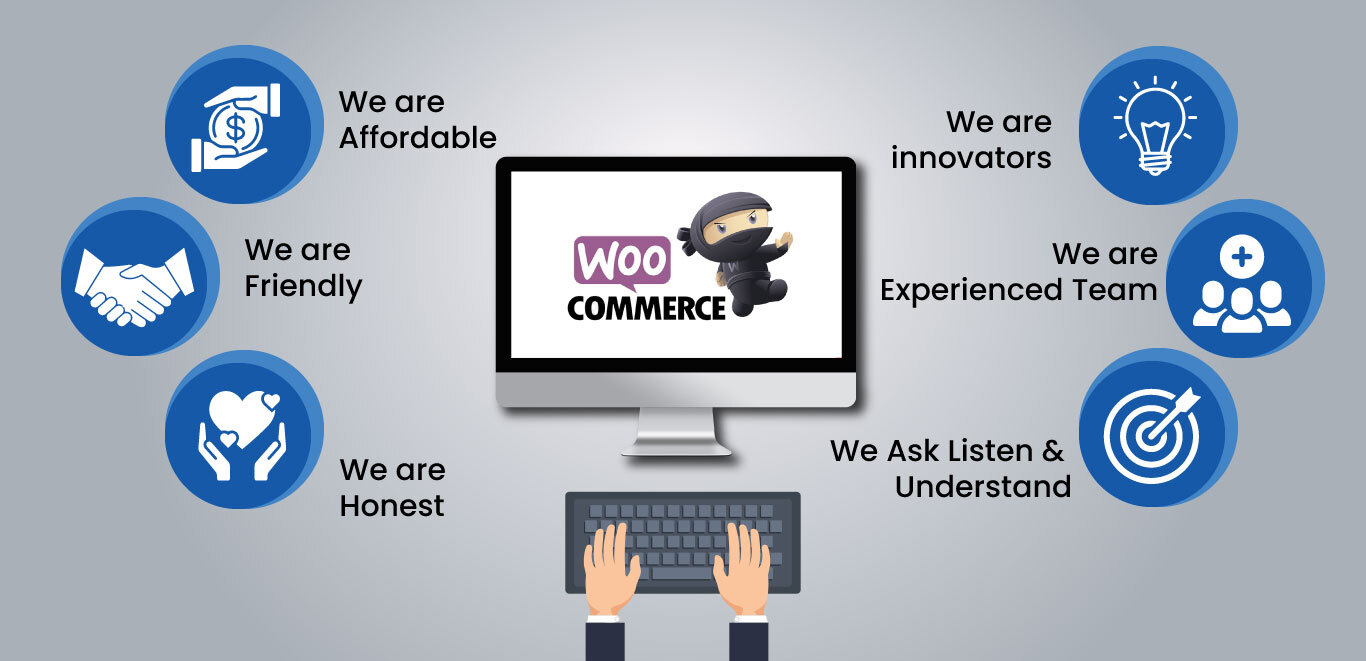 We are
Affordable
We are
Friendly
We are
Honest
WOO
COMMERCE
W
We are
innovators
We are
Experienced Team
We Ask Listen &
Understand
$